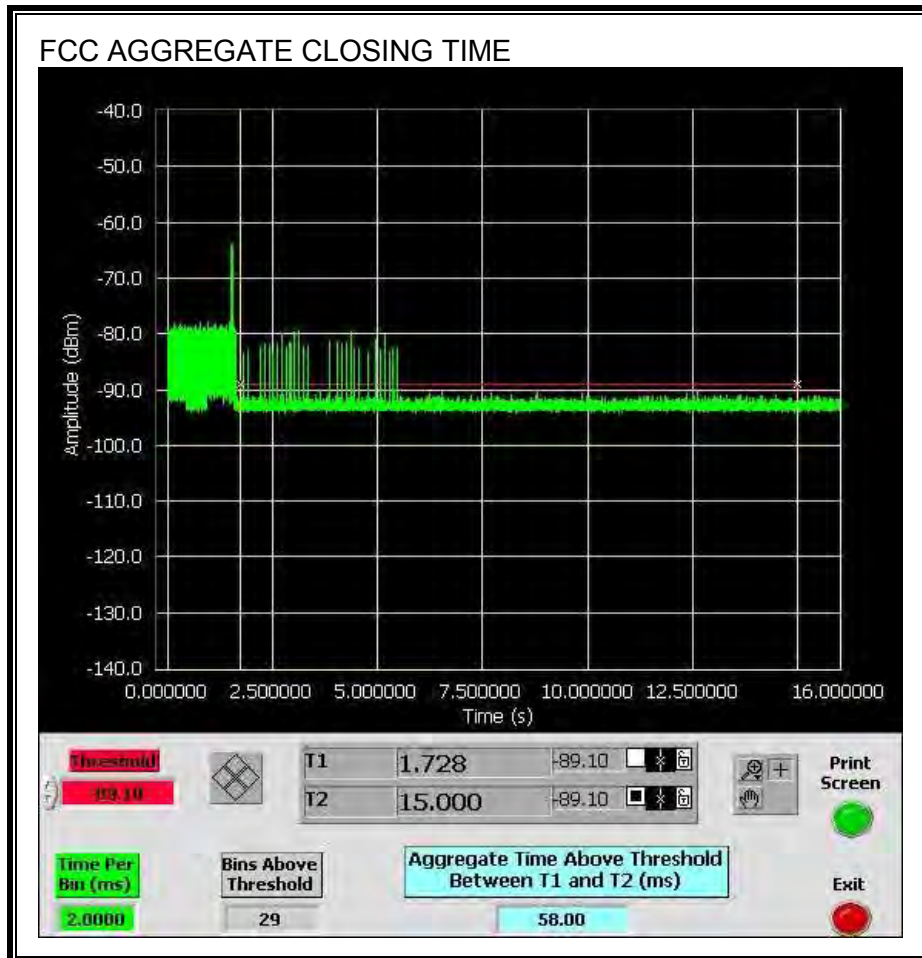 FCC AGGREGATE CLOSING TIME
-40.0
-50.0
-60.0
-70.0
-80.0
-90.0
-100.0
-110.0
-120.0
-130.0
-140.0
Amplitude (dBm)
0.000000 2.500000 5.000000 7.500000 10.000000 12.500000 16.000000
Time (s)
Threshold
-89.10
T1 1.728 -89.10
T2 15.000 -89.10
Print
Screen
Time Per
Bin (ms)
2.0000
Bins Above
Threshold
29
Aggregate Time Above Threshold
Between T1 and T2 (ms)
58.00
Exit